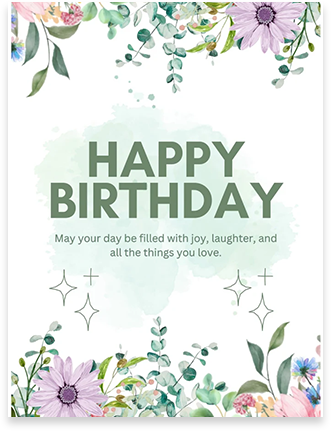 HAPPY
BIRTHDAY
May your day be filled with joy, laughter, and
all the things you love.